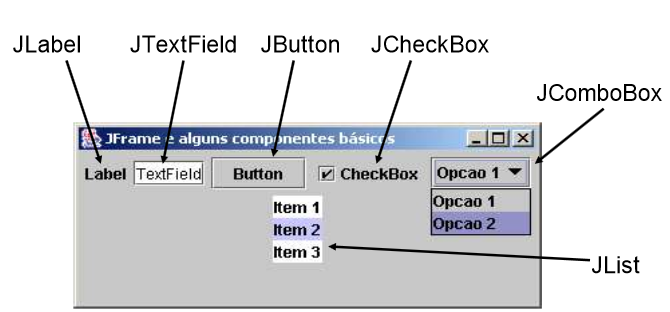 JLabel JTextField JButton JCheckBox
JComboBox
JFrame e alguns componentes básicos
Label TextField Button CheckBox Opcao 1
Opcao 1
Item 1
Opcao 2
Item 2
Item 3
JList